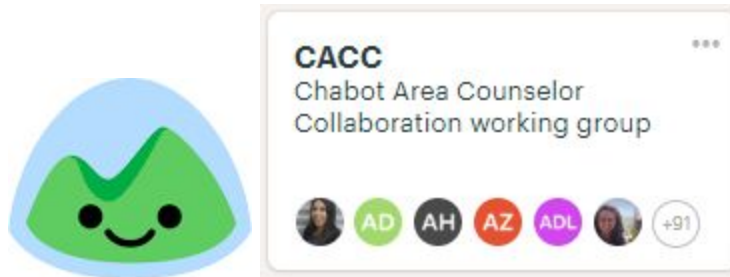 CACC
Chabot Area Counselor
Collaboration working group
AD AH AZ ADL +91